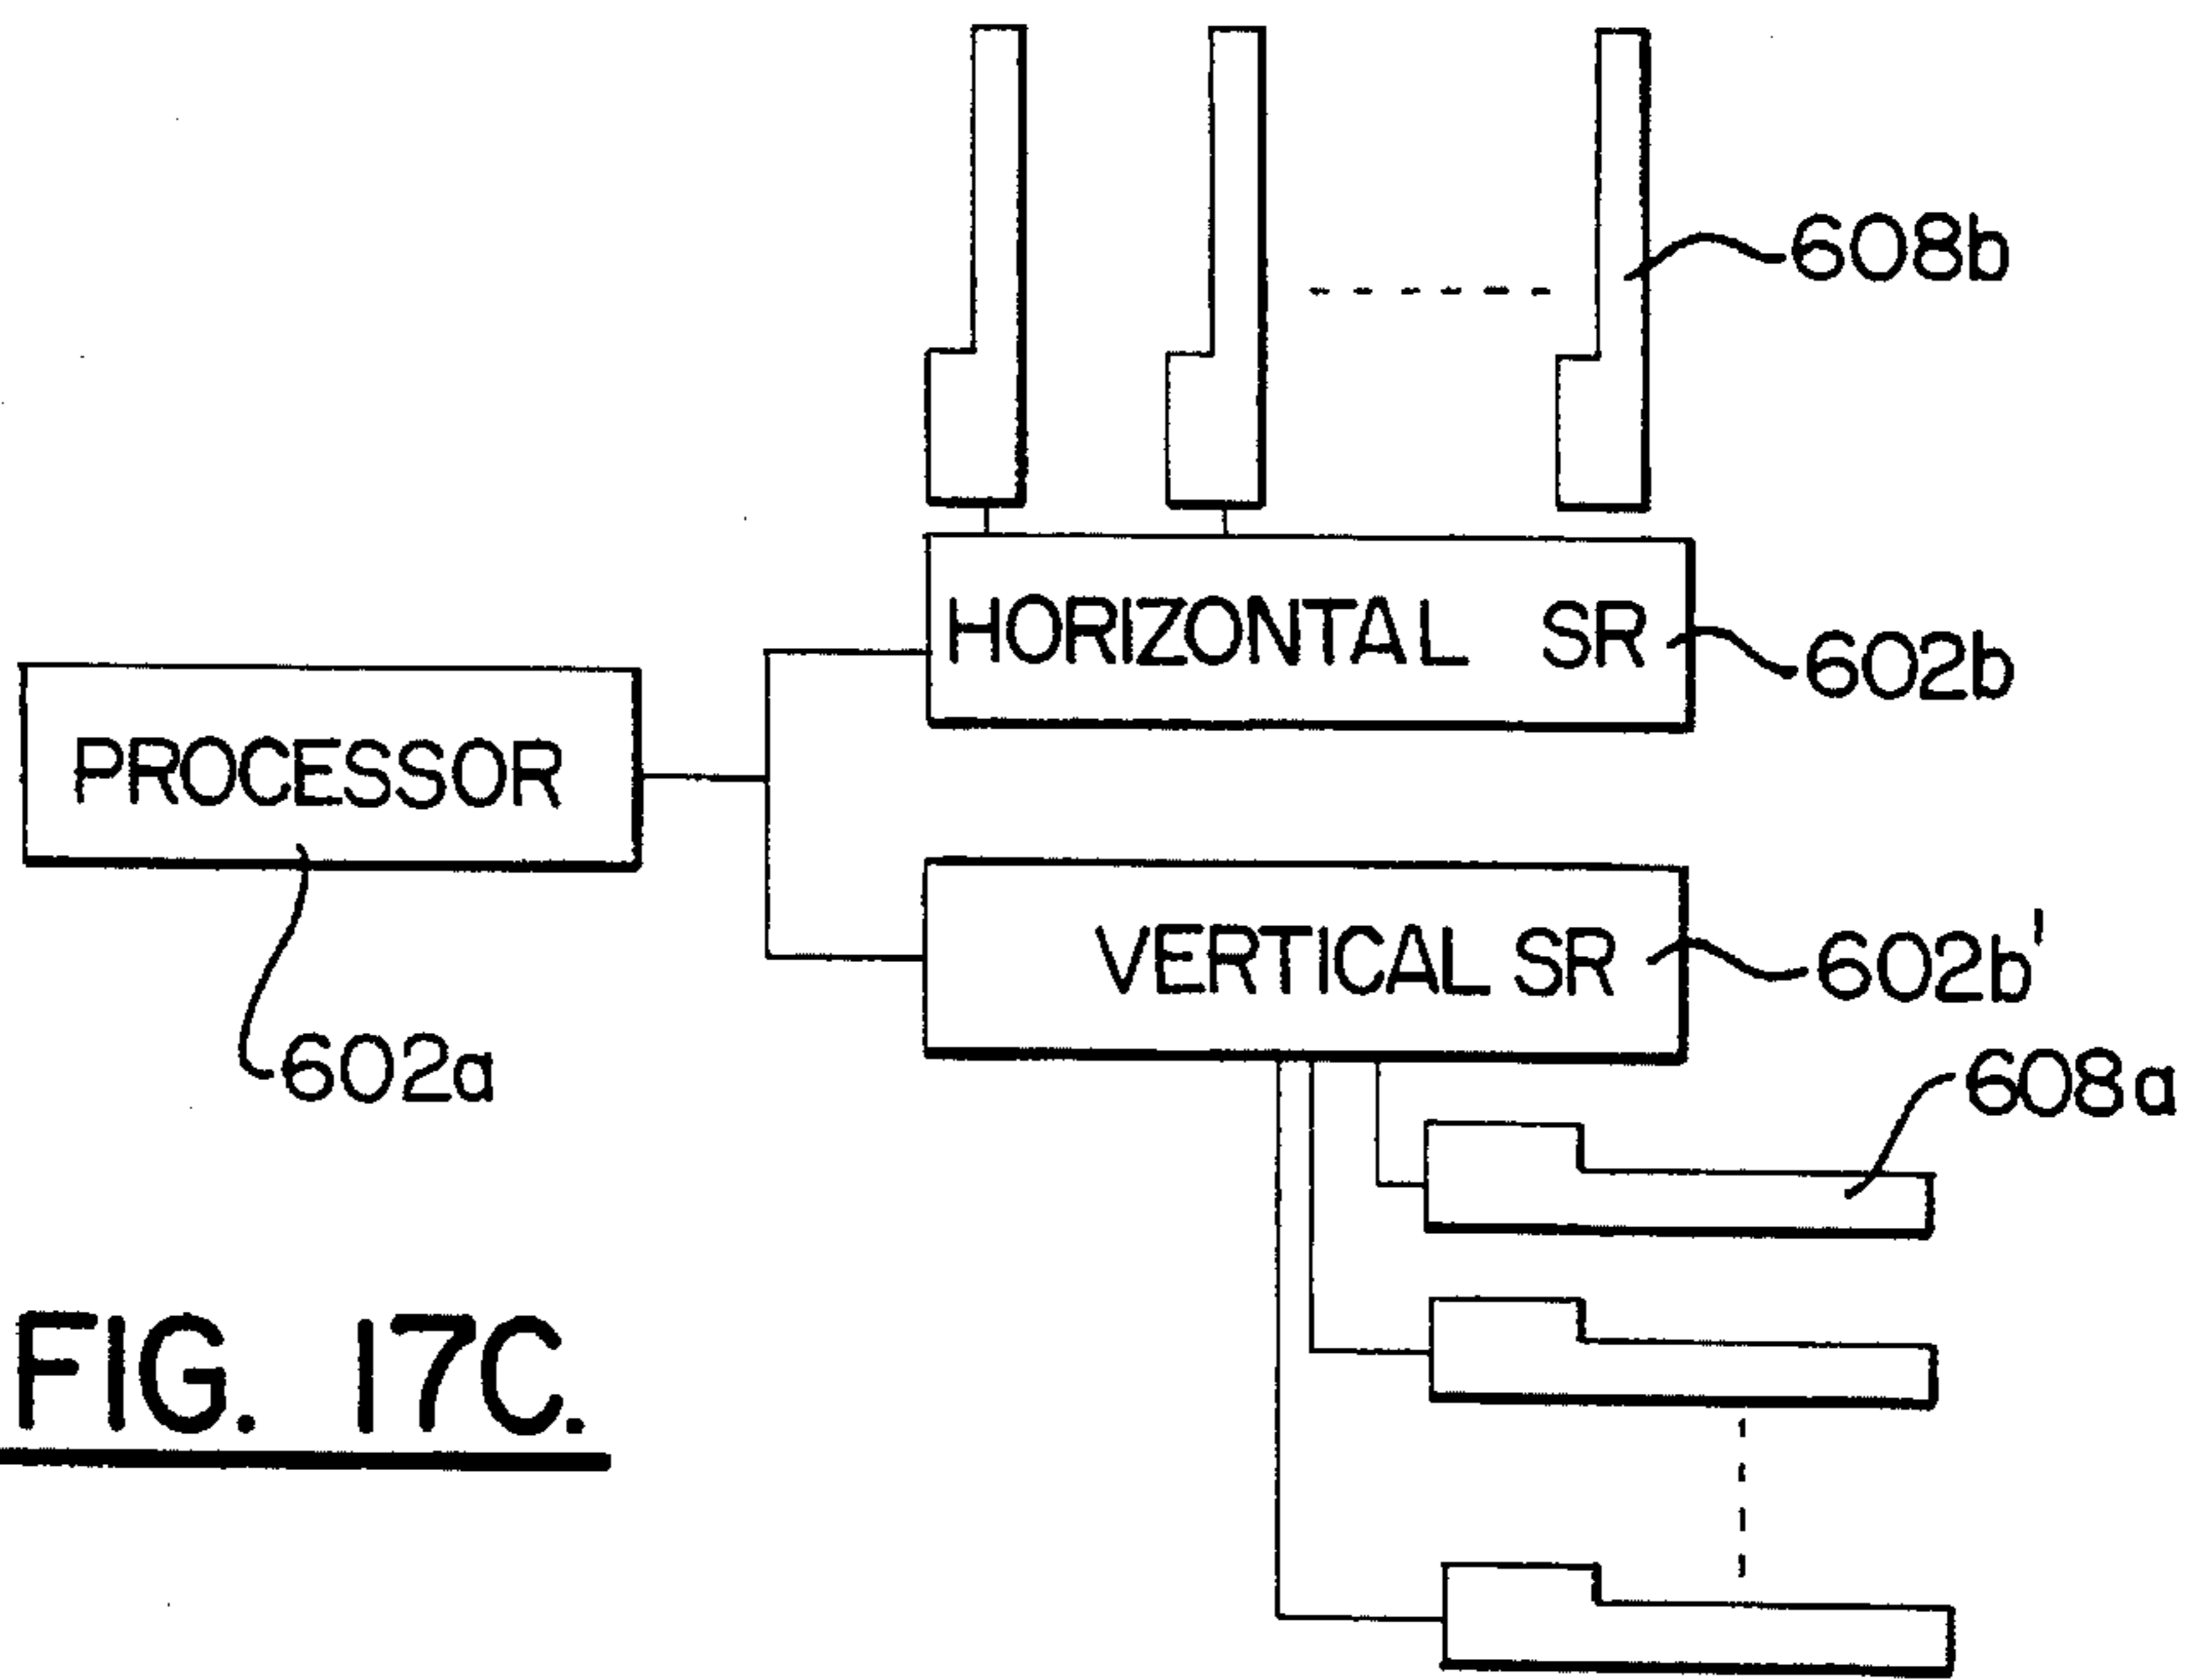 608b
HORIZONTAL SR
602b
PROCESSOR
VERTICAL SR
602b'
602a
608a
FIG. 17C.